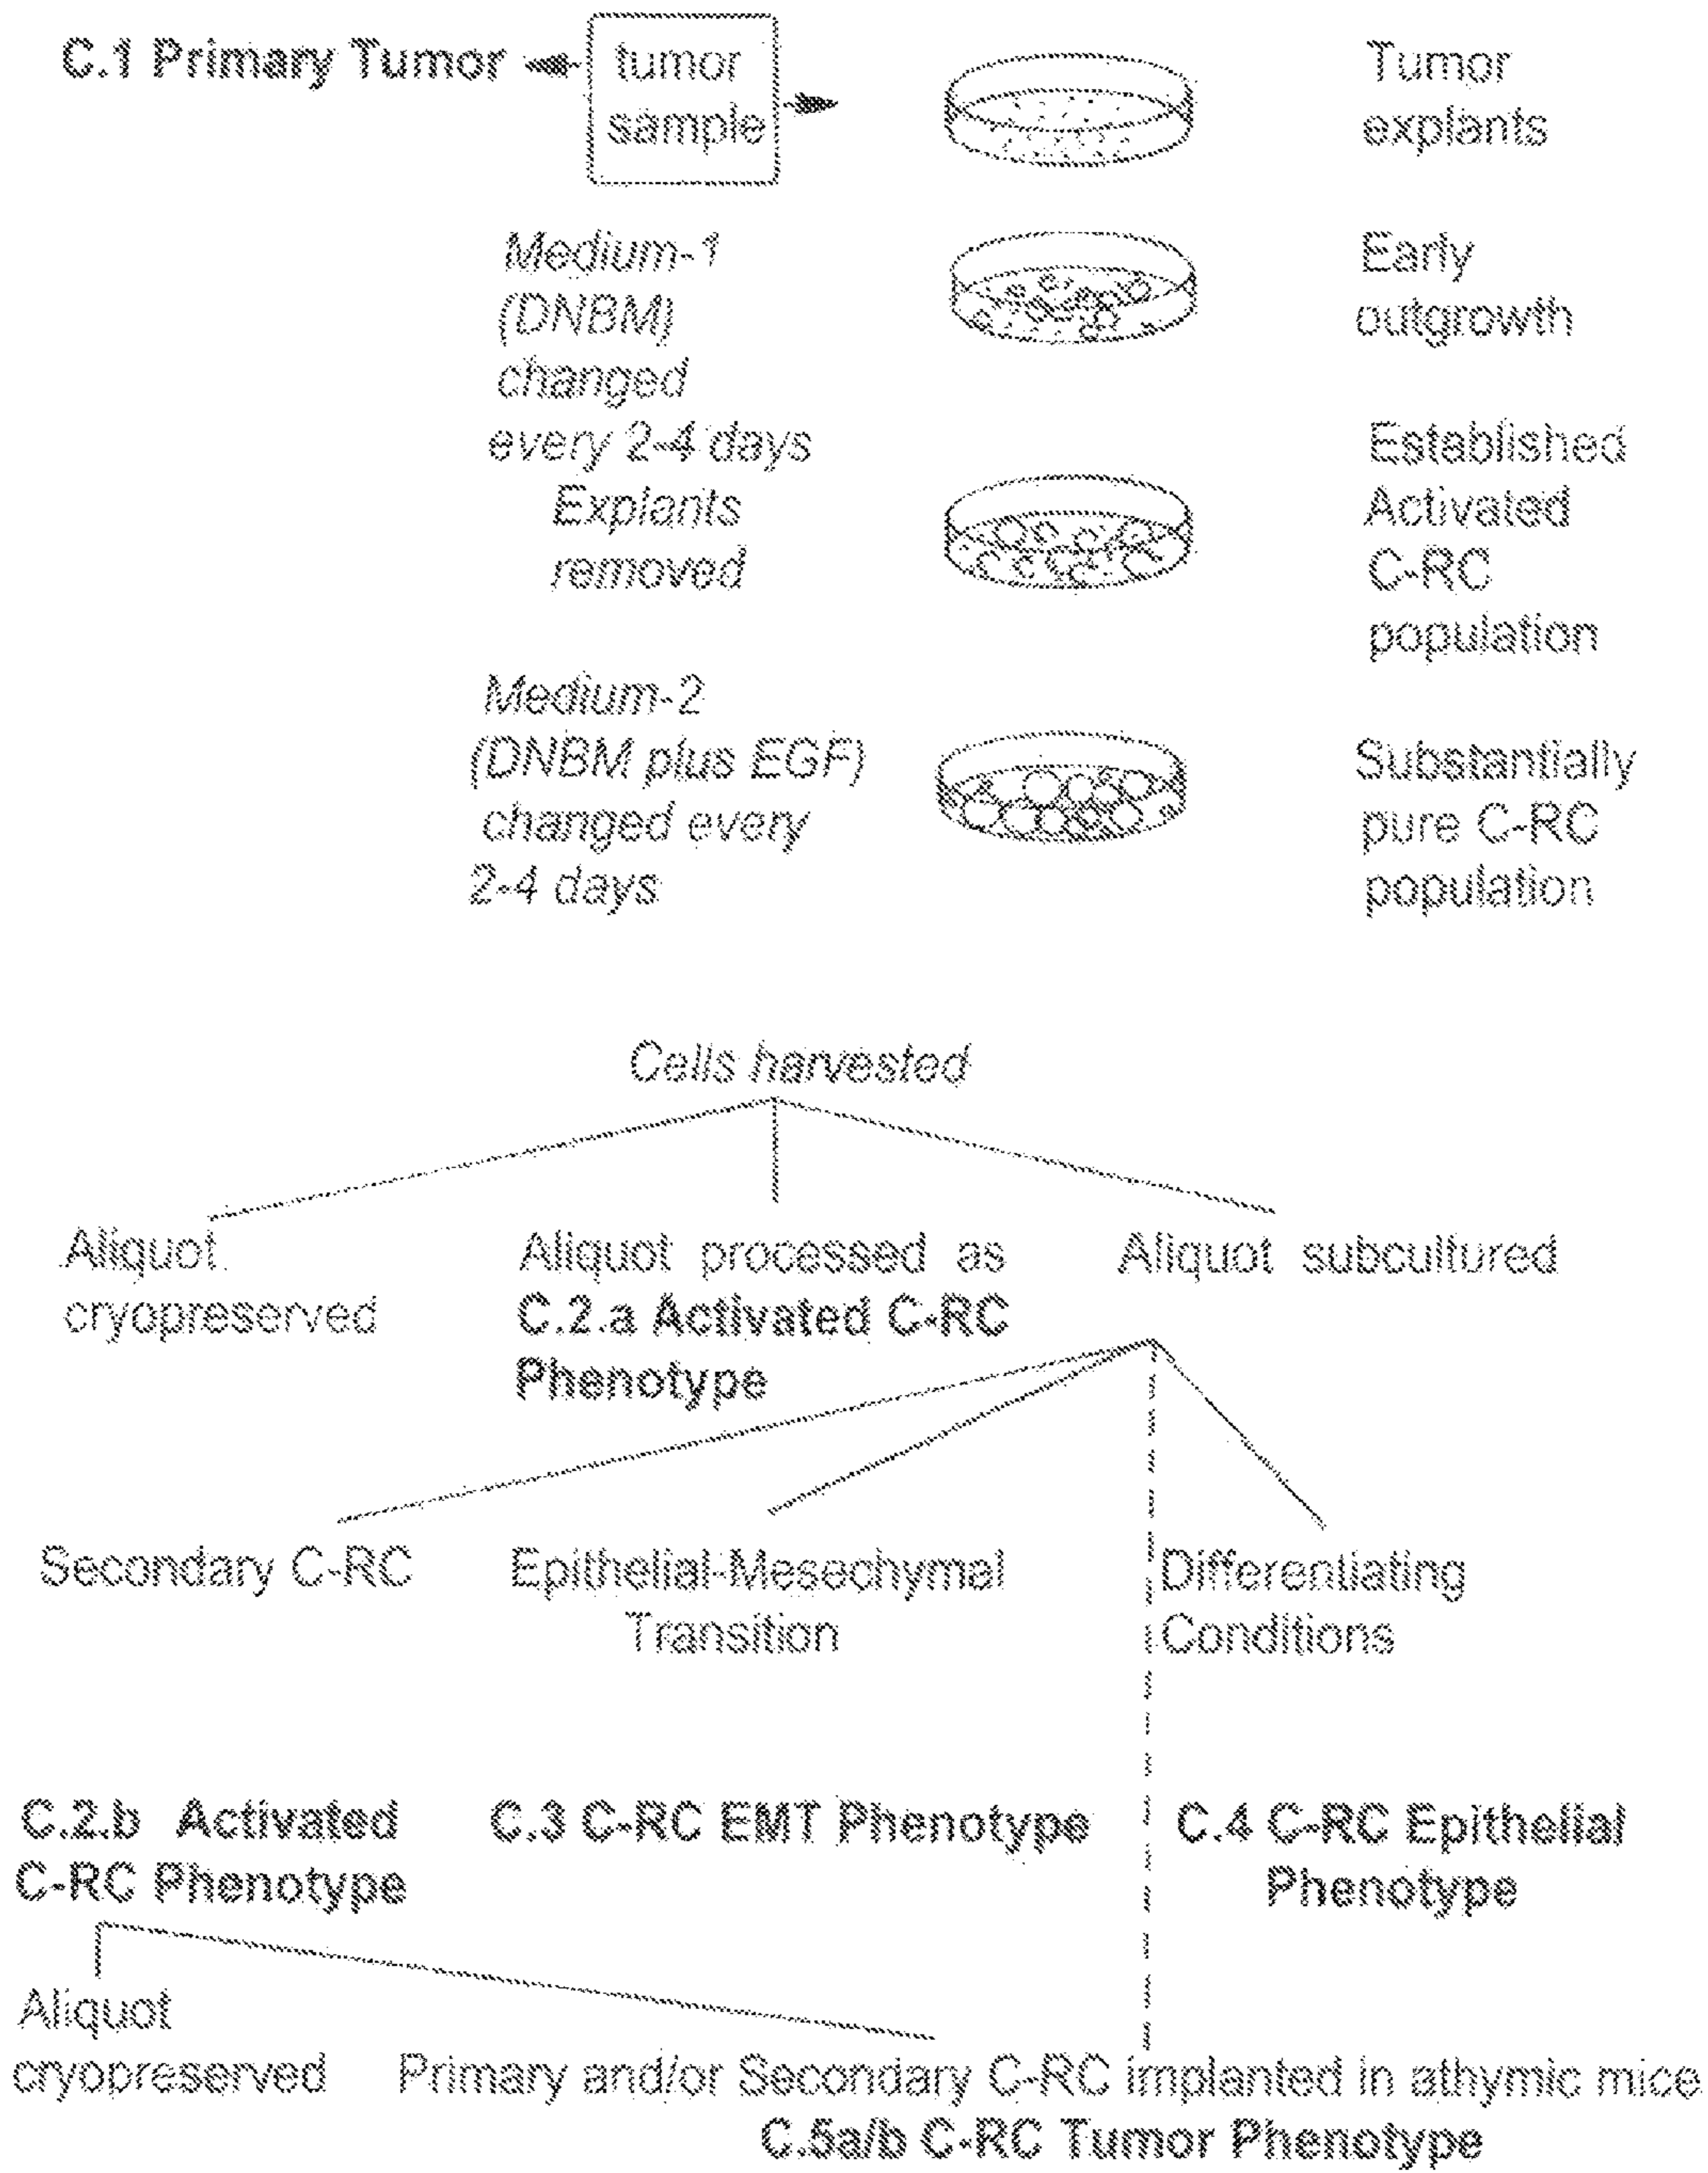 C.1 Primary Tumor
tumor
sample
Tumor
explants
Medium-1
(DNBM)
changed
every 2-4 days
Early
outgrowth
Explants
removed
Established
Activated
C-RC
population
Medium-2
(DNBM plus EGF)
changed every
2-4 days
Substantially
pure C-RC
population
Cells harvested
Aliquot
cryopreserved
Aliquot processed as
C.2.a Activated C-RC
Phenotype
Aliquot subcultured
Secondary C-RC
Epithelial-Mesechymal
Transition
Differentiating
Conditions
C.2.b Activated
C-RC Phenotype
C.3 C-RC EMT Phenotype
C.4 C-RC Epithelial
Phenotype
Aliquot
cryopreserved
Primary and/or Secondary C-RC implanted in athymic mice
C.5a/b C-RC Tumor Phenotype